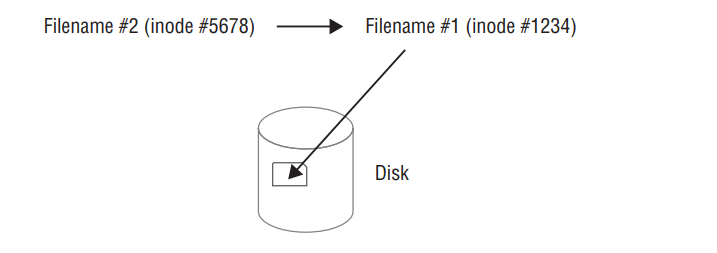 Filename #2 (inode #5678) Filename #1 (inode #1234)
Disk